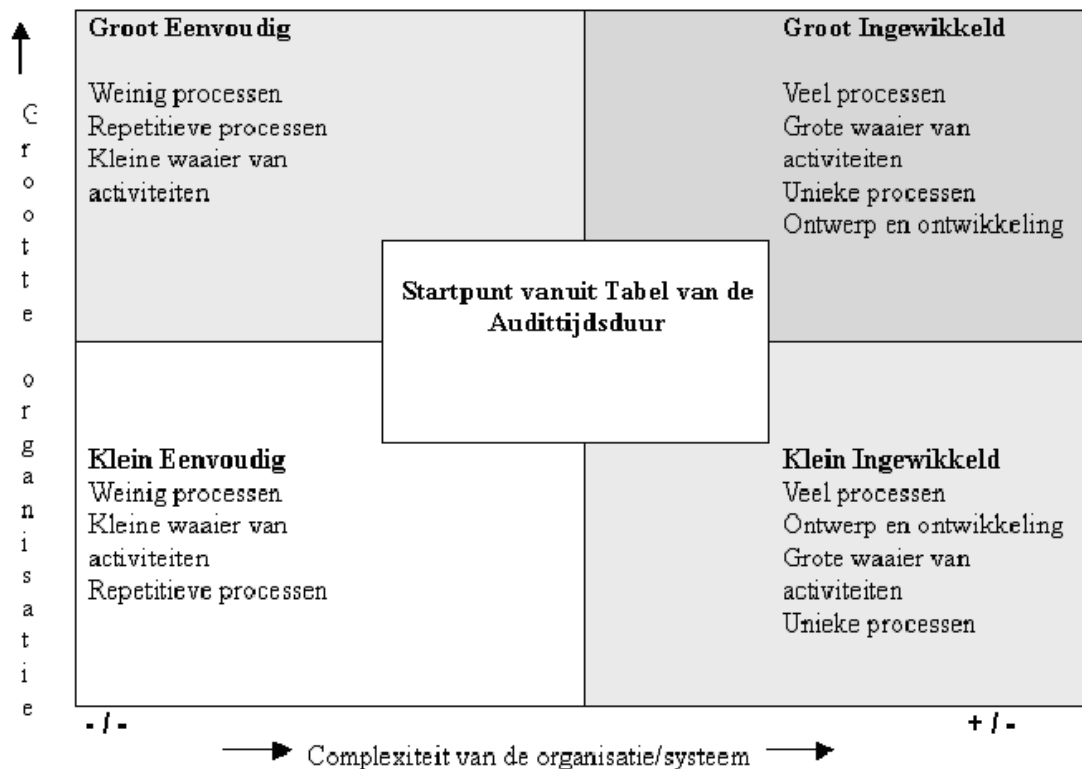 Groot Eenvoudig
Weinig processen
Repetitieve processen
Kleine waaier van
activiteiten
Groot Ingewikkeld
Veel processen
Grote waaier van
activiteiten
Unieke processen
Ontwerp en ontwikkeling
Startpunt vanuit Tabel van de
Audittijdsduur
Klein Eenvoudig
Weinig processen
Kleine waaier van
activiteiten
Repetitieve processen
Klein Ingewikkeld
Veel processen
Ontwerp en ontwikkeling
Grote waaier van
activiteiten
Unieke processen
Grootte organisatie
- / -
+ / -
Complexiteit van de organisatie/systeem